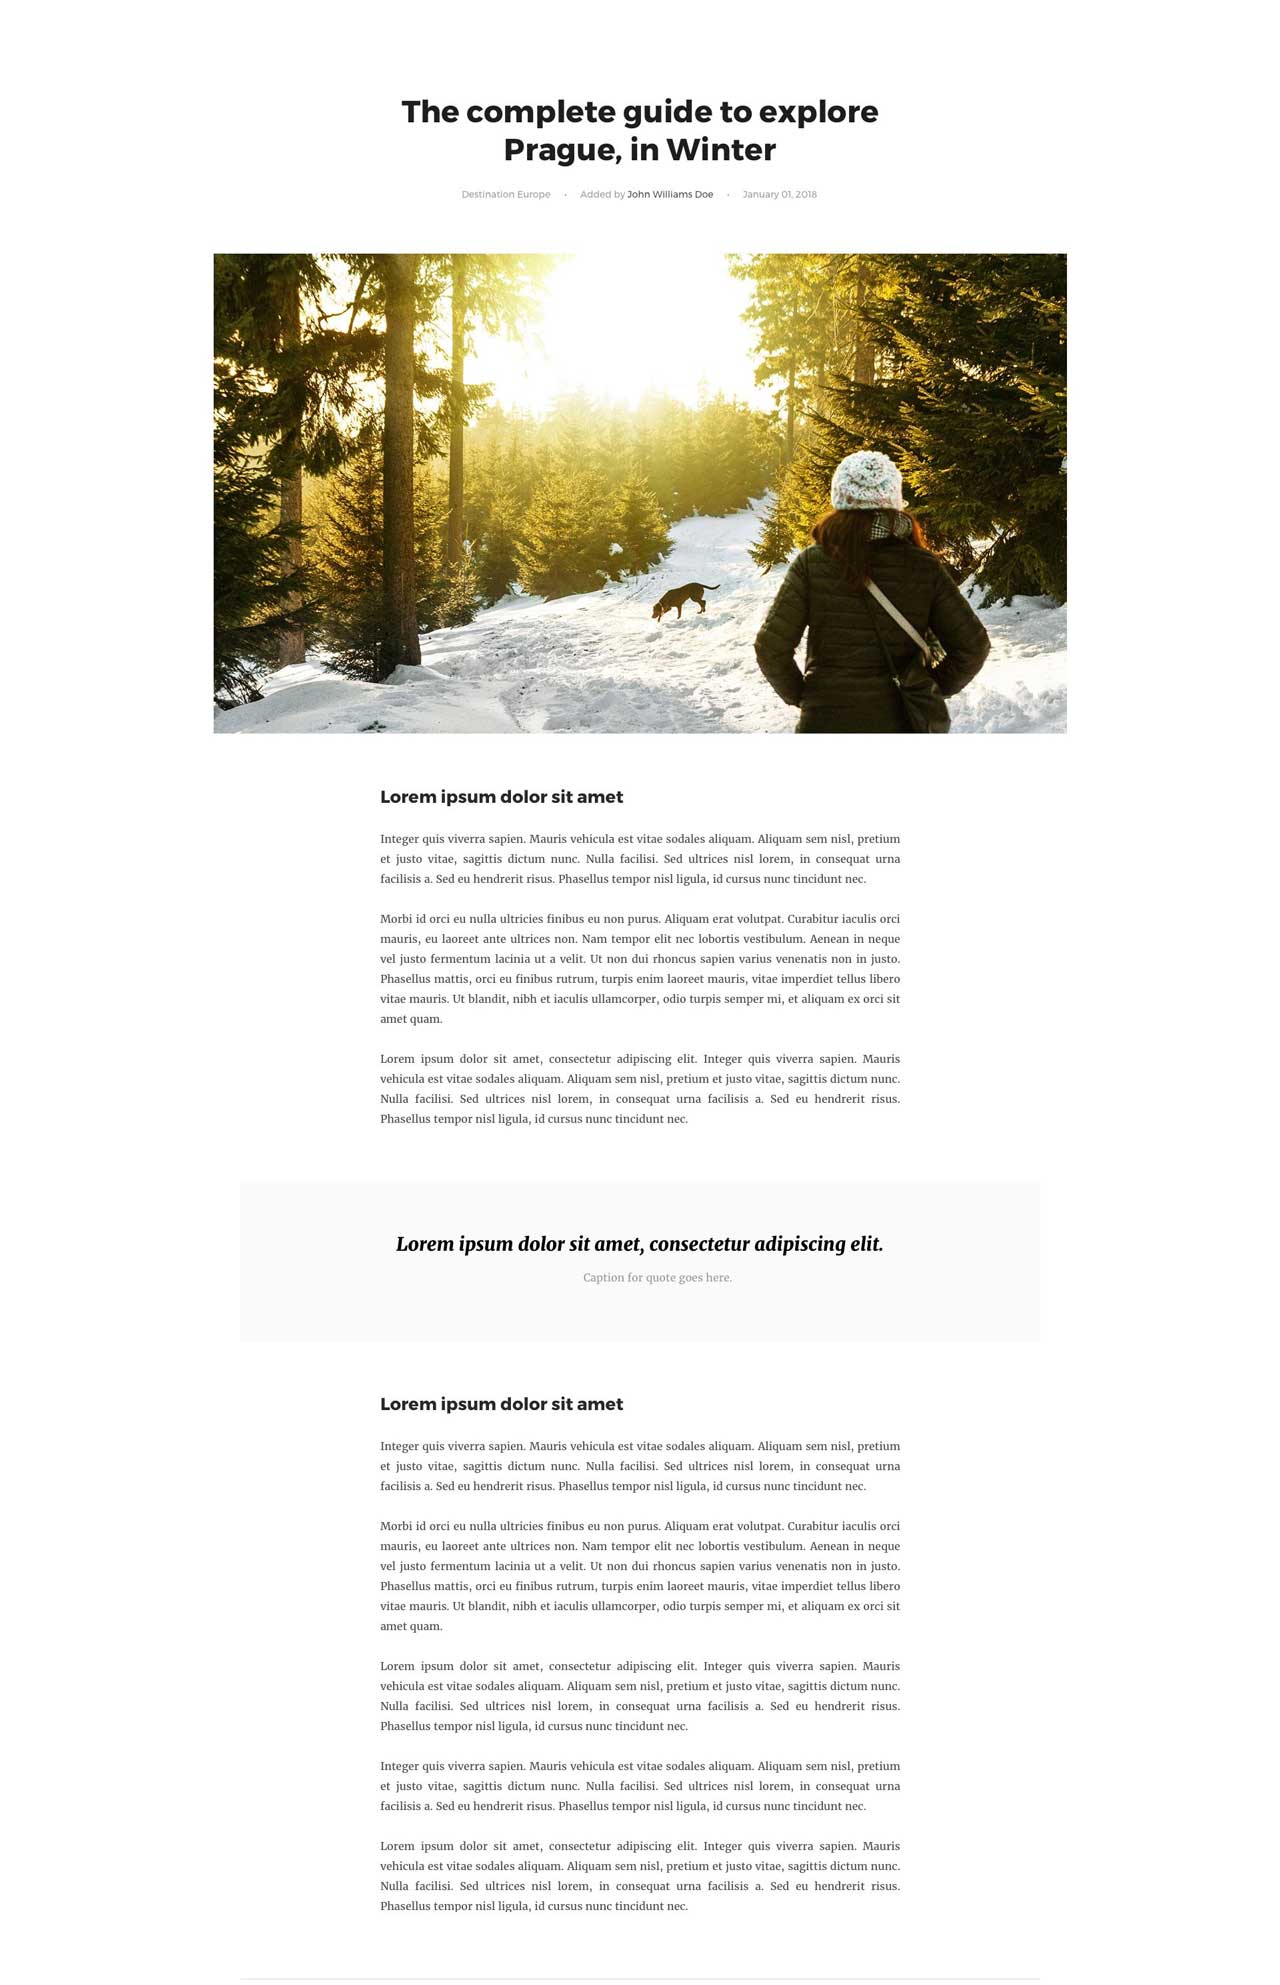 The complete guide to explore
Prague, in Winter
Destination Europe • Added by John Williams Doe • January 01, 2018
Lorem ipsum dolor sit amet
Integer quis viverra sapien. Mauris vehicula est vitae sodales aliquam. Aliquam sem nisl, pretium
et justo vitae, sagittis dictum nunc. Nulla facilisi. Sed ultrices nisl lorem, in consequat urna
facilisis a. Sed eu hendrerit risus. Phasellus tempor nisl ligula, id cursus nunc tincidunt nec.
Morbi id orci eu nulla ultricies finibus eu non purus. Aliquam erat volutpat. Curabitur iaculis orci
mauris, eu laoreet ante ultrices non. Nam tempor elit nec lobortis vestibulum. Aenean in neque
vel justo fermentum lacinia ut a velit. Ut non dui rhoncus sapien varius venenatis non in justo.
Phasellus mattis, orci eu finibus rutrum, turpis enim laoreet mauris, vitae imperdiet tellus libero
vitae mauris. Ut blandit, nibh et iaculis ullamcorper, odio turpis semper mi, et aliquam ex orci sit
amet quam.
Lorem ipsum dolor sit amet, consectetur adipiscing elit. Integer quis viverra sapien. Mauris
vehicula est vitae sodales aliquam. Aliquam sem nisl, pretium et justo vitae, sagittis dictum nunc.
Nulla facilisi. Sed ultrices nisl lorem, in consequat urna facilisis a. Sed eu hendrerit risus.
Phasellus tempor nisl ligula, id cursus nunc tincidunt nec.
Lorem ipsum dolor sit amet, consectetur adipiscing elit.
Caption for quote goes here.
Lorem ipsum dolor sit amet
Integer quis viverra sapien. Mauris vehicula est vitae sodales aliquam. Aliquam sem nisl, pretium
et justo vitae, sagittis dictum nunc. Nulla facilisi. Sed ultrices nisl lorem, in consequat urna
facilisis a. Sed eu hendrerit risus. Phasellus tempor nisl ligula, id cursus nunc tincidunt nec.
Morbi id orci eu nulla ultricies finibus eu non purus. Aliquam erat volutpat. Curabitur iaculis orci
mauris, eu laoreet ante ultrices non. Nam tempor elit nec lobortis vestibulum. Aenean in neque
vel justo fermentum lacinia ut a velit. Ut non dui rhoncus sapien varius venenatis non in justo.
Phasellus mattis, orci eu finibus rutrum, turpis enim laoreet mauris, vitae imperdiet tellus libero
vitae mauris. Ut blandit, nibh et iaculis ullamcorper, odio turpis semper mi, et aliquam ex orci sit
amet quam.
Lorem ipsum dolor sit amet, consectetur adipiscing elit. Integer quis viverra sapien. Mauris
vehicula est vitae sodales aliquam. Aliquam sem nisl, pretium et justo vitae, sagittis dictum nunc.
Nulla facilisi. Sed ultrices nisl lorem, in consequat urna facilisis a. Sed eu hendrerit risus.
Phasellus tempor nisl ligula, id cursus nunc tincidunt nec.
Integer quis viverra sapien. Mauris vehicula est vitae sodales aliquam. Aliquam sem nisl, pretium
et justo vitae, sagittis dictum nunc. Nulla facilisi. Sed ultrices nisl lorem, in consequat urna
facilisis a. Sed eu hendrerit risus. Phasellus tempor nisl ligula, id cursus nunc tincidunt nec.
Lorem ipsum dolor sit amet, consectetur adipiscing elit. Integer quis viverra sapien. Mauris
vehicula est vitae sodales aliquam. Aliquam sem nisl, pretium et justo vitae, sagittis dictum nunc.
Nulla facilisi. Sed ultrices nisl lorem, in consequat urna facilisis a. Sed eu hendrerit risus.
Phasellus tempor nisl ligula, id cursus nunc tincidunt nec.